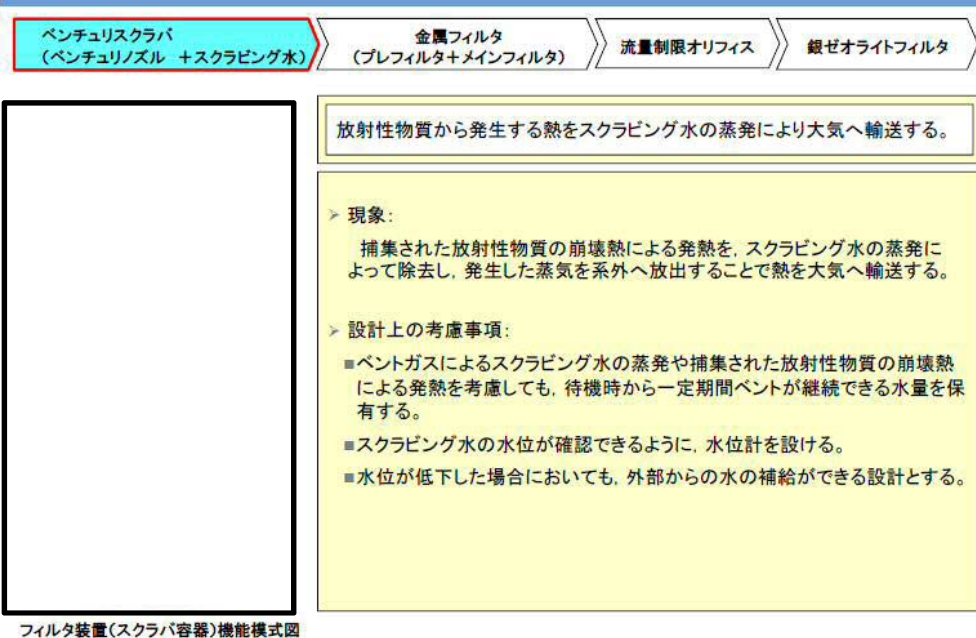 ベンチュリスクラバ
(ベンチュリノズル +スクラビング水)
金属フィルタ
(プレフィルタ+メインフィルタ)
流量制限オリフィス
銀ゼオライトフィルタ
放射性物質から発生する熱をスクラビング水の蒸発により大気へ輸送する。
➢ 現象:
捕集された放射性物質の崩壊熱による発熱を, スクラビング水の蒸発に
よって除去し, 発生した蒸気を系外へ放出することで熱を大気へ輸送する。
➢ 設計上の考慮事項:
■ベントガスによるスクラビング水の蒸発や捕集された放射性物質の崩壊熱
による発熱を考慮しても, 待機時から一定期間ベントが継続できる水量を保
有する。
■スクラビング水の水位が確認できるように, 水位計を設ける。
■水位が低下した場合においても, 外部からの水の補給ができる設計とする。
フィルタ装置(スクラバ容器)機能模式図